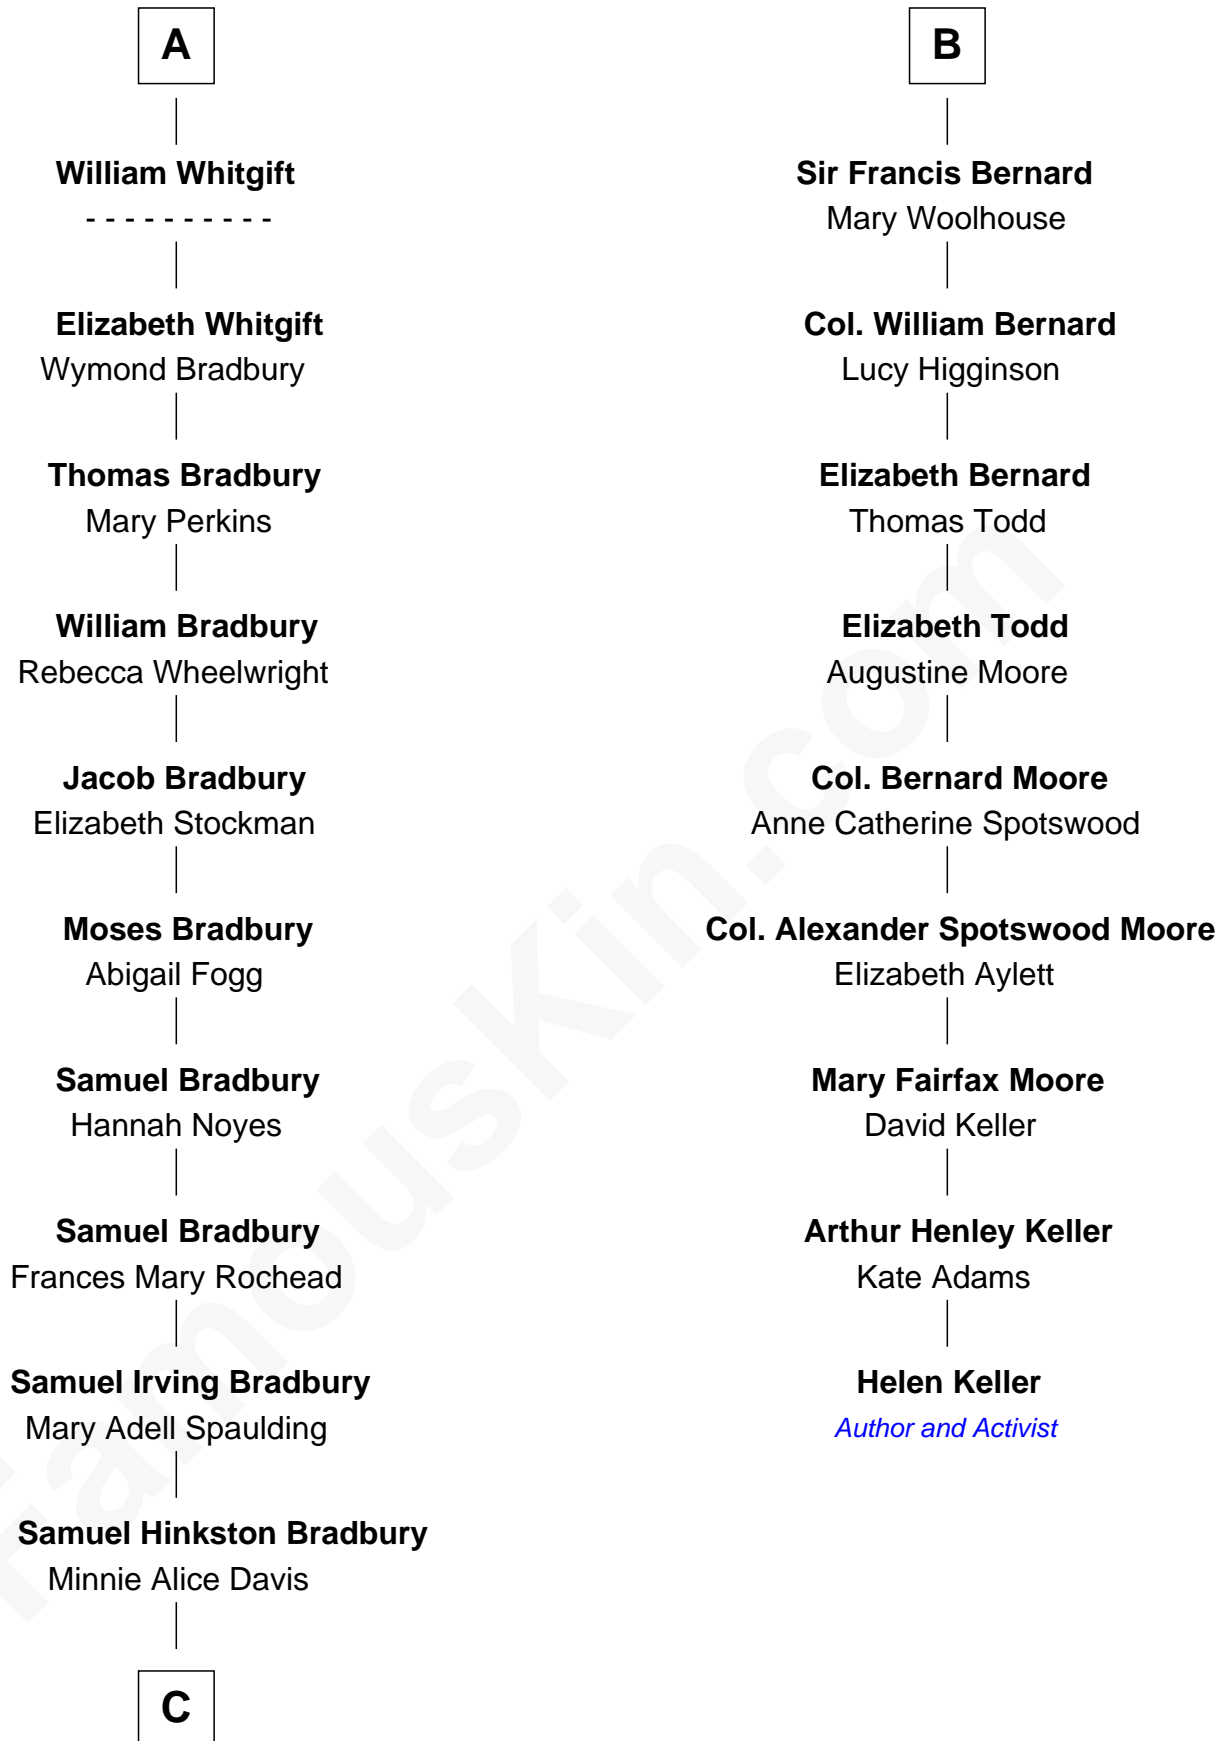 A
William Whitgift
- - - - - - - - - -
Elizabeth Whitgift
Wymond Bradbury
Thomas Bradbury
Mary Perkins
William Bradbury
Rebecca Wheelwright
Jacob Bradbury
Elizabeth Stockman
Moses Bradbury
Abigail Fogg
Samuel Bradbury
Hannah Noyes
Samuel Bradbury
Frances Mary Rochead
Samuel Irving Bradbury
Mary Adell Spaulding
Samuel Hinkston Bradbury
Minnie Alice Davis
C
B
Sir Francis Bernard
Mary Woolhouse
Col. William Bernard
Lucy Higginson
Elizabeth Bernard
Thomas Todd
Elizabeth Todd
Augustine Moore
Col. Bernard Moore
Anne Catherine Spotswood
Col. Alexander Spotswood Moore
Elizabeth Aylett
Mary Fairfax Moore
David Keller
Arthur Henley Keller
Kate Adams
Helen Keller
Author and Activist
FamousKin.com